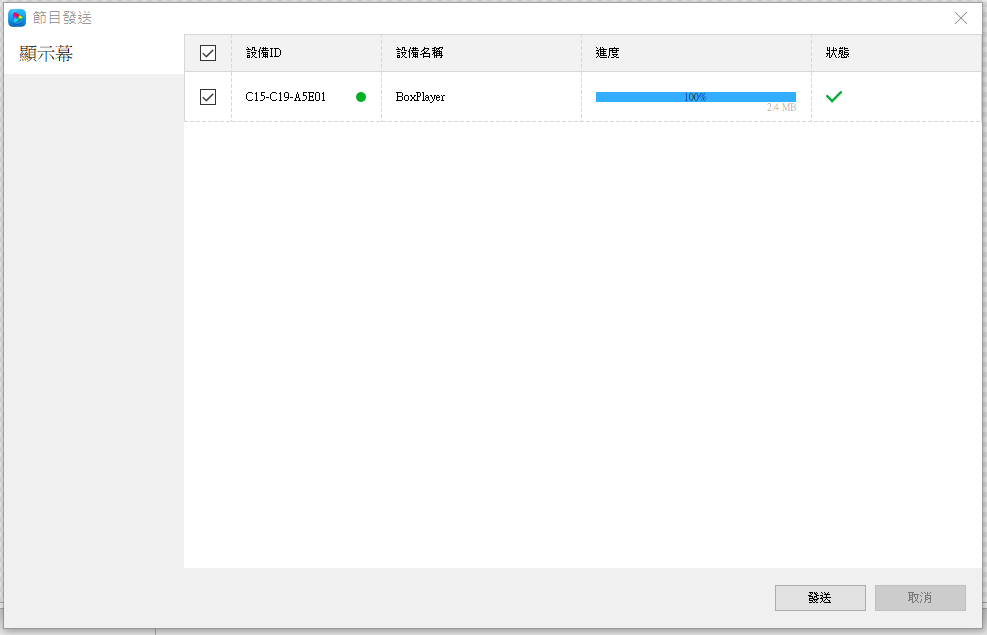 節目發送
顯示幕
設備ID 設備名稱 進度 狀態
C15-C19-A5E01 BoxPlayer 100%
2.4 MB
發送 取消